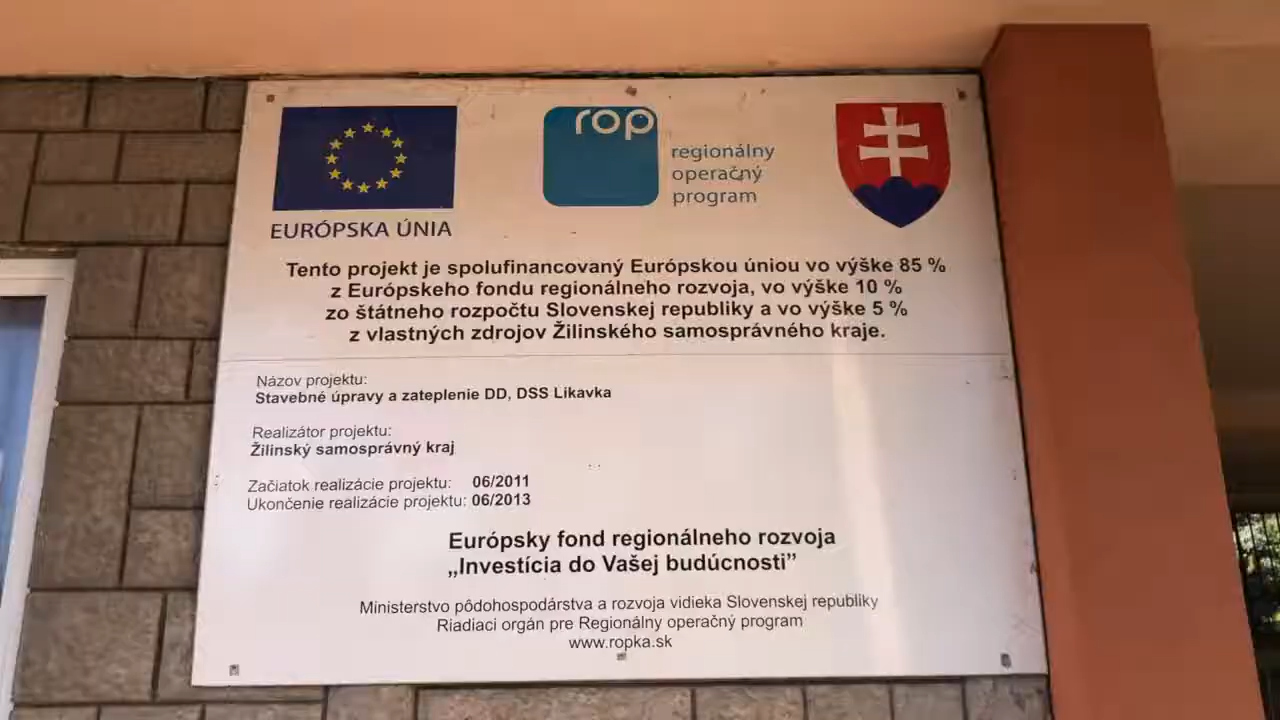 rop
regionálny
operačný
program
EURÓPSKA ÚNIA
Tento projekt je spolufinancovaný Európskou úniou vo výške 85 %
z Európskeho fondu regionálneho rozvoja, vo výške 10 %
zo štátneho rozpočtu Slovenskej republiky a vo výške 5 %
z vlastných zdrojov Žilinského samosprávneho kraje.
Názov projektu:
Stavebné úpravy a zateplenie DD, DSS Likavka
Realizátor projektu:
Žilinský samosprávný kraj
Začiatok realizácie projektu: 06/2011
Ukončenie realizácie projektu: 06/2013
Európsky fond regionálneho rozvoja
„Investícia do Vašej budúcnosti”
Ministerstvo pôdohospodárstva a rozvoja vidieka Slovenskej republiky
Riadiaci orgán pre Regionálny operačný program
www.ropka.sk